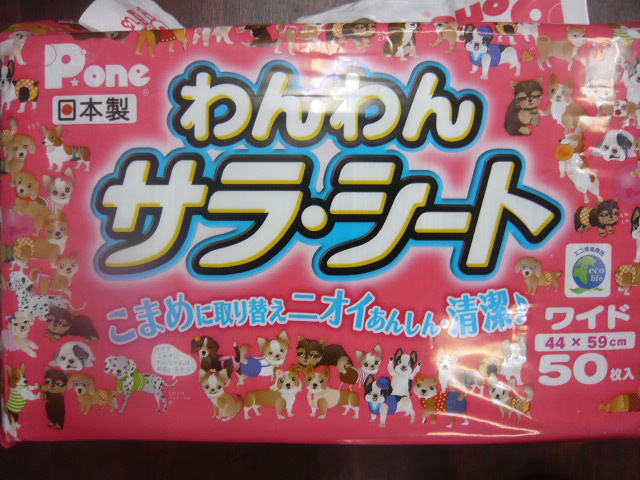 P.one
日本製
わんわん
サラ・シート
こまめに取り替えニオイあんしん・清潔♪
eco
life
ワイド
44×59cm
50枚入